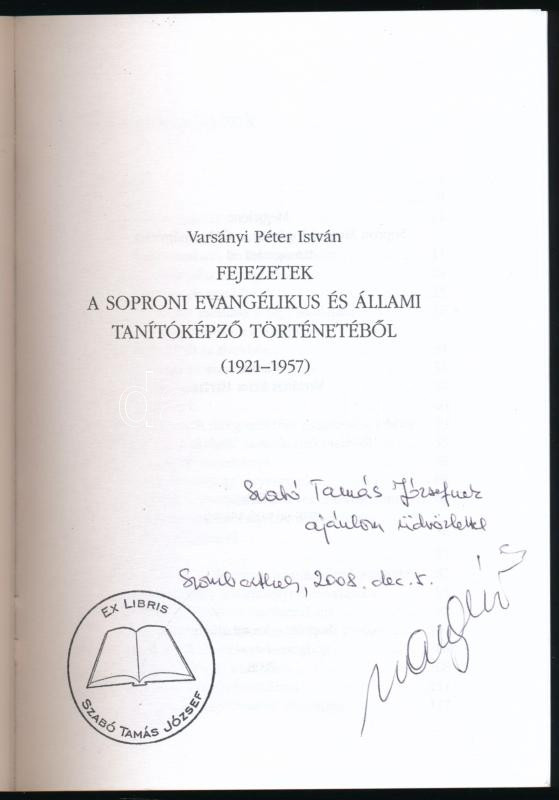 Varsányi Péter István
FEJEZETEK
A SOPRONI EVANGÉLIKUS ÉS ÁLLAMI
TANÍTÓKÉPZŐ TÖRTÉNETÉBŐL
(1921–1957)
Szabó Tamás Józsefnek
ajánlom üdvözlettel
Szombathely, 2008. dec. 5.
EX LIBRIS
SZABÓ TAMÁS JÓZSEF